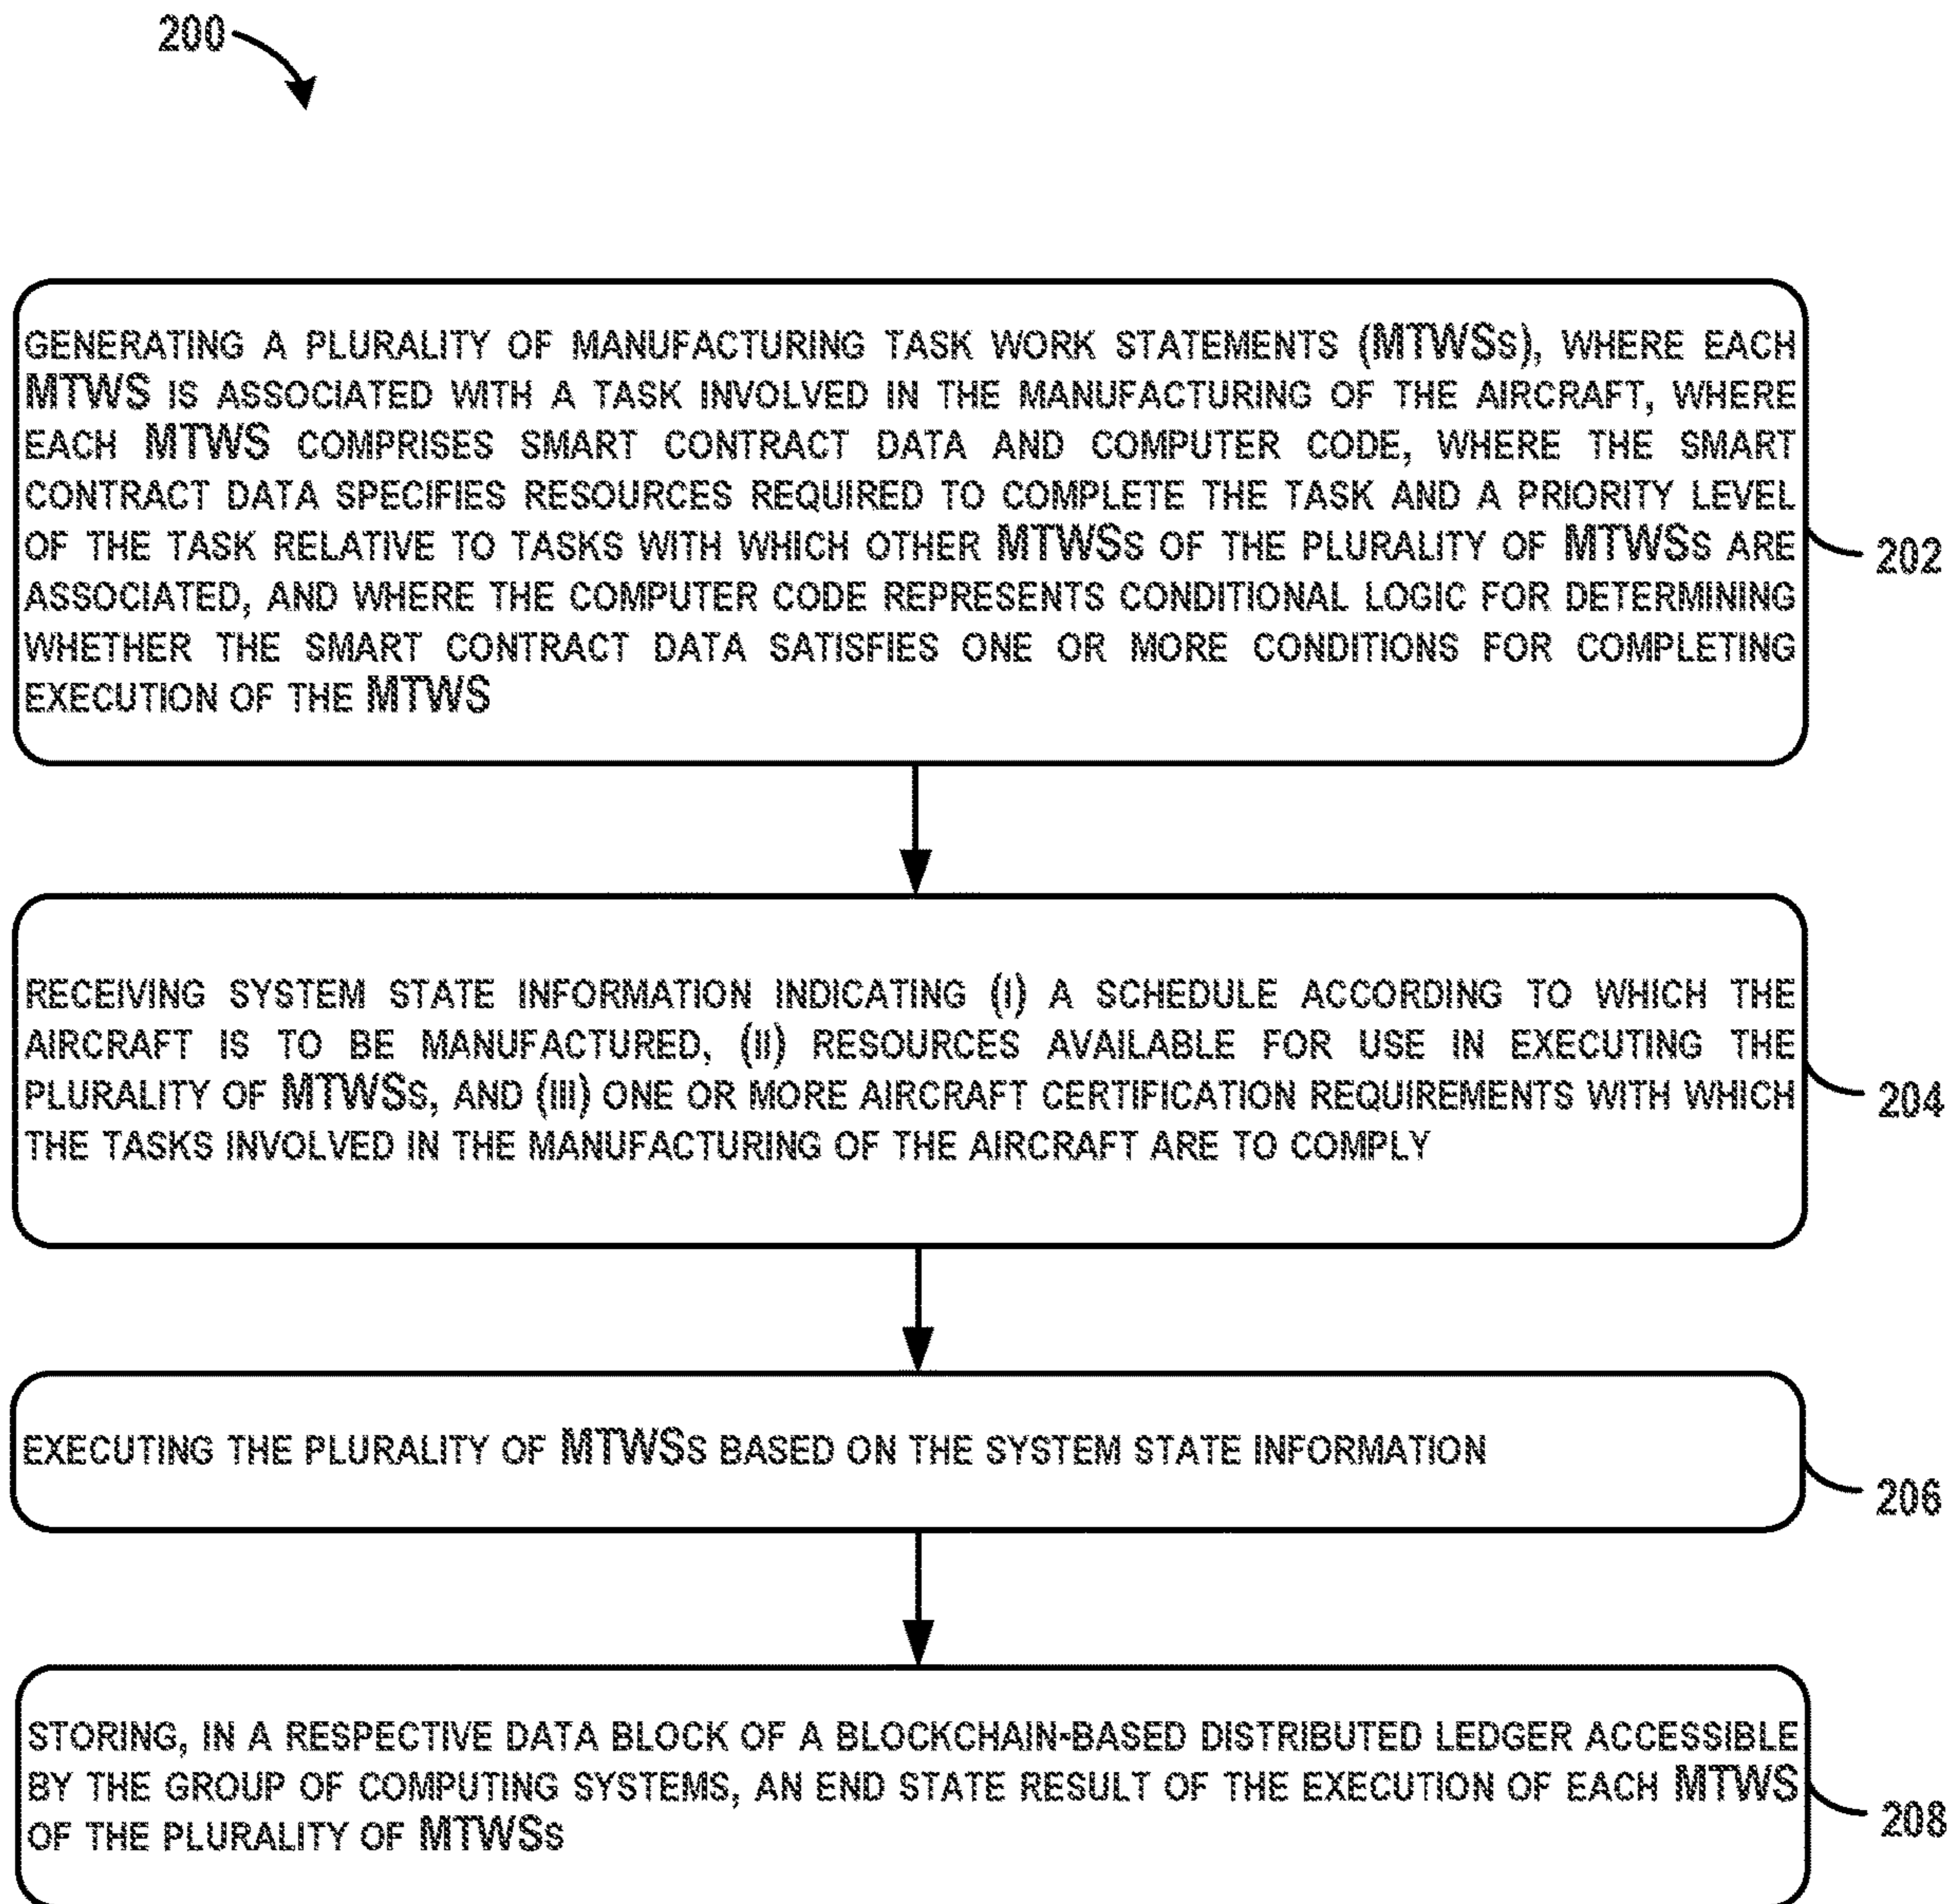 200
GENERATING A PLURALITY OF MANUFACTURING TASK WORK STATEMENTS (MTWSs), WHERE EACH
MTWS IS ASSOCIATED WITH A TASK INVOLVED IN THE MANUFACTURING OF THE AIRCRAFT, WHERE
EACH MTWS COMPRISES SMART CONTRACT DATA AND COMPUTER CODE, WHERE THE SMART
CONTRACT DATA SPECIFIES RESOURCES REQUIRED TO COMPLETE THE TASK AND A PRIORITY LEVEL
OF THE TASK RELATIVE TO TASKS WITH WHICH OTHER MTWSs OF THE PLURALITY OF MTWSs ARE
ASSOCIATED, AND WHERE THE COMPUTER CODE REPRESENTS CONDITIONAL LOGIC FOR DETERMINING
WHETHER THE SMART CONTRACT DATA SATISFIES ONE OR MORE CONDITIONS FOR COMPLETING
EXECUTION OF THE MTWS
202
RECEIVING SYSTEM STATE INFORMATION INDICATING (I) A SCHEDULE ACCORDING TO WHICH THE
AIRCRAFT IS TO BE MANUFACTURED, (II) RESOURCES AVAILABLE FOR USE IN EXECUTING THE
PLURALITY OF MTWSs, AND (III) ONE OR MORE AIRCRAFT CERTIFICATION REQUIREMENTS WITH WHICH
THE TASKS INVOLVED IN THE MANUFACTURING OF THE AIRCRAFT ARE TO COMPLY
204
EXECUTING THE PLURALITY OF MTWSs BASED ON THE SYSTEM STATE INFORMATION
206
STORING, IN A RESPECTIVE DATA BLOCK OF A BLOCKCHAIN-BASED DISTRIBUTED LEDGER ACCESSIBLE
BY THE GROUP OF COMPUTING SYSTEMS, AN END STATE RESULT OF THE EXECUTION OF EACH MTWS
OF THE PLURALITY OF MTWSs
208